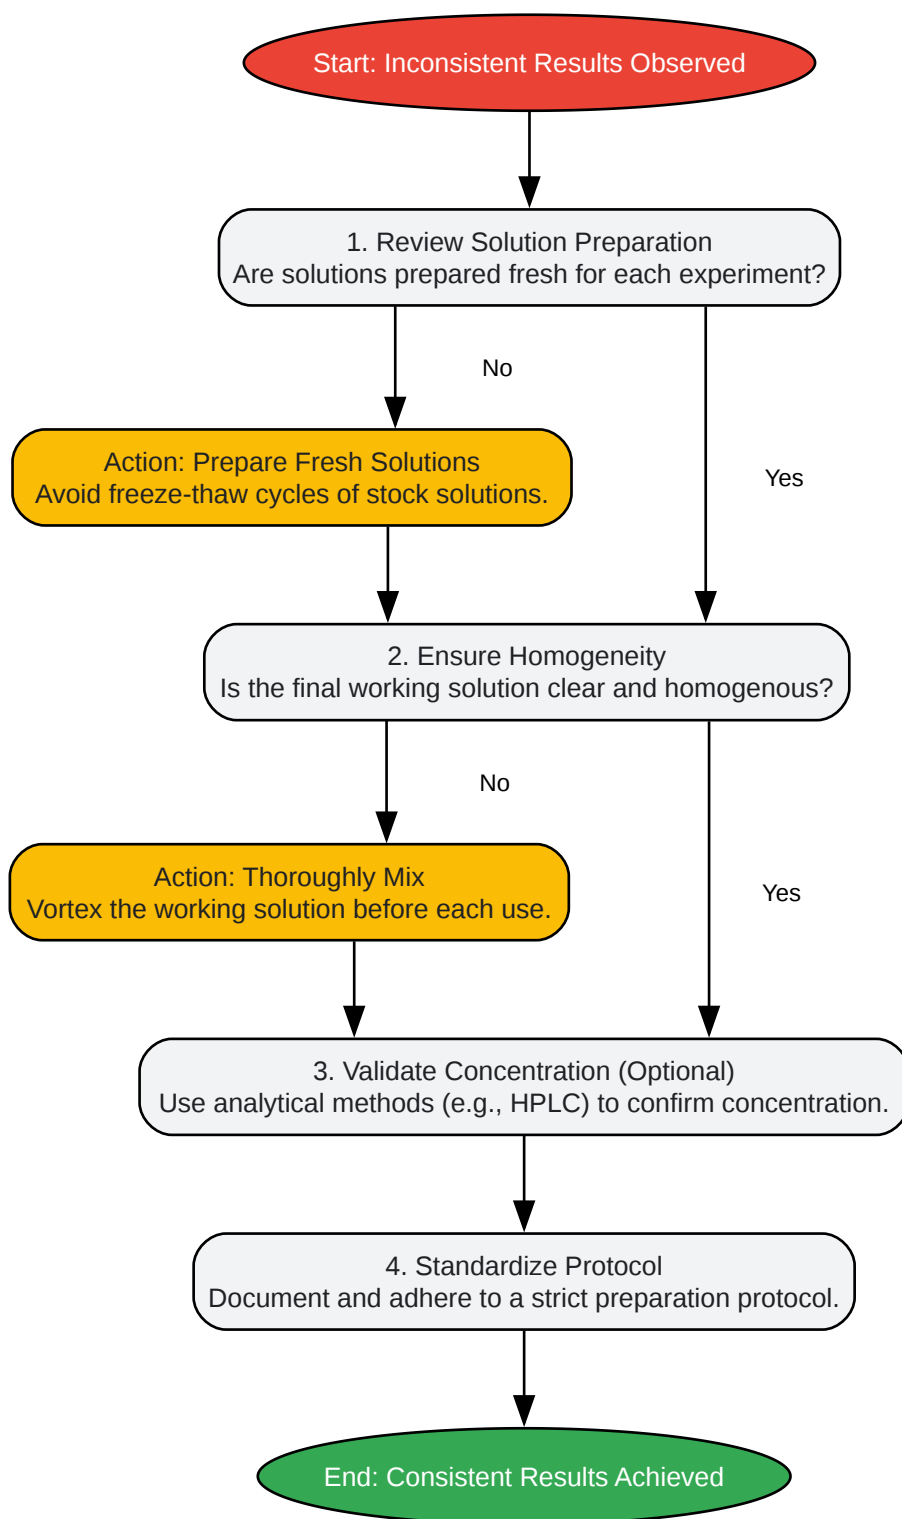 Start: Inconsistent Results Observed
1. Review Solution Preparation
Are solutions prepared fresh for each experiment?
No
Action: Prepare Fresh Solutions
Avoid freeze-thaw cycles of stock solutions.
Yes
2. Ensure Homogeneity
Is the final working solution clear and homogenous?
No
Action: Thoroughly Mix
Vortex the working solution before each use.
Yes
3. Validate Concentration (Optional)
Use analytical methods (e.g., HPLC) to confirm concentration.
4. Standardize Protocol
Document and adhere to a strict preparation protocol.
End: Consistent Results Achieved